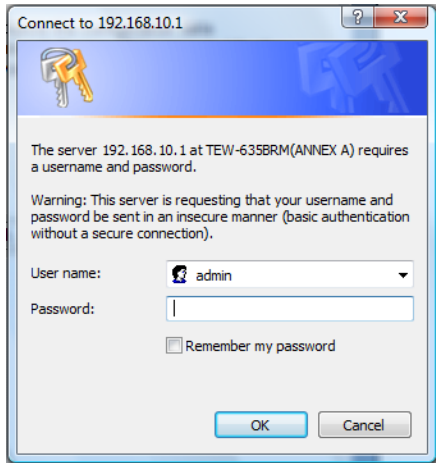 Connect to 192.168.10.1
The server 192.168.10.1 at TEW-635BRM(ANNEX A) requires
a username and password.
Warning: This server is requesting that your username and
password be sent in an insecure manner (basic authentication
without a secure connection).
User name:
admin
Password:
Remember my password
OK
Cancel